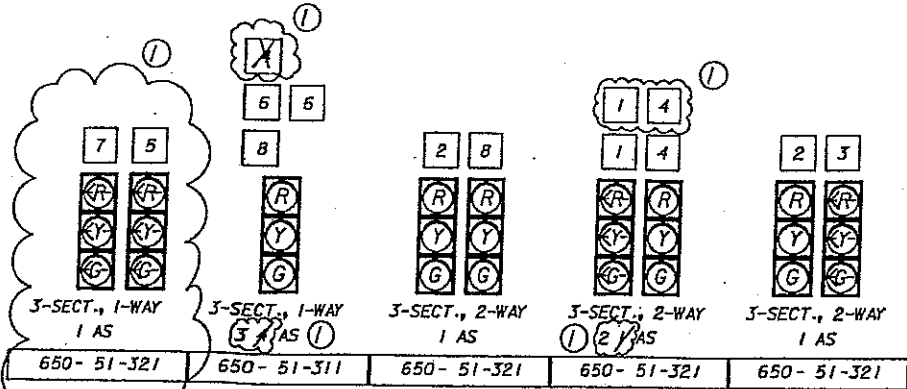 1
1
1
6 6 1 4
7 5 8 2 8 1 4 2 3
R R R R R R R R R
Y Y Y Y Y Y Y Y Y
G G G G G G G G G
3-SECT., 1-WAY 3-SECT., 1-WAY 3-SECT., 2-WAY 3-SECT., 2-WAY 3-SECT., 2-WAY
1 AS 3 AS 1 1 AS 1 2 1 AS 1 AS
650-51-321 650-51-311 650-51-321 650-51-321 650-51-321